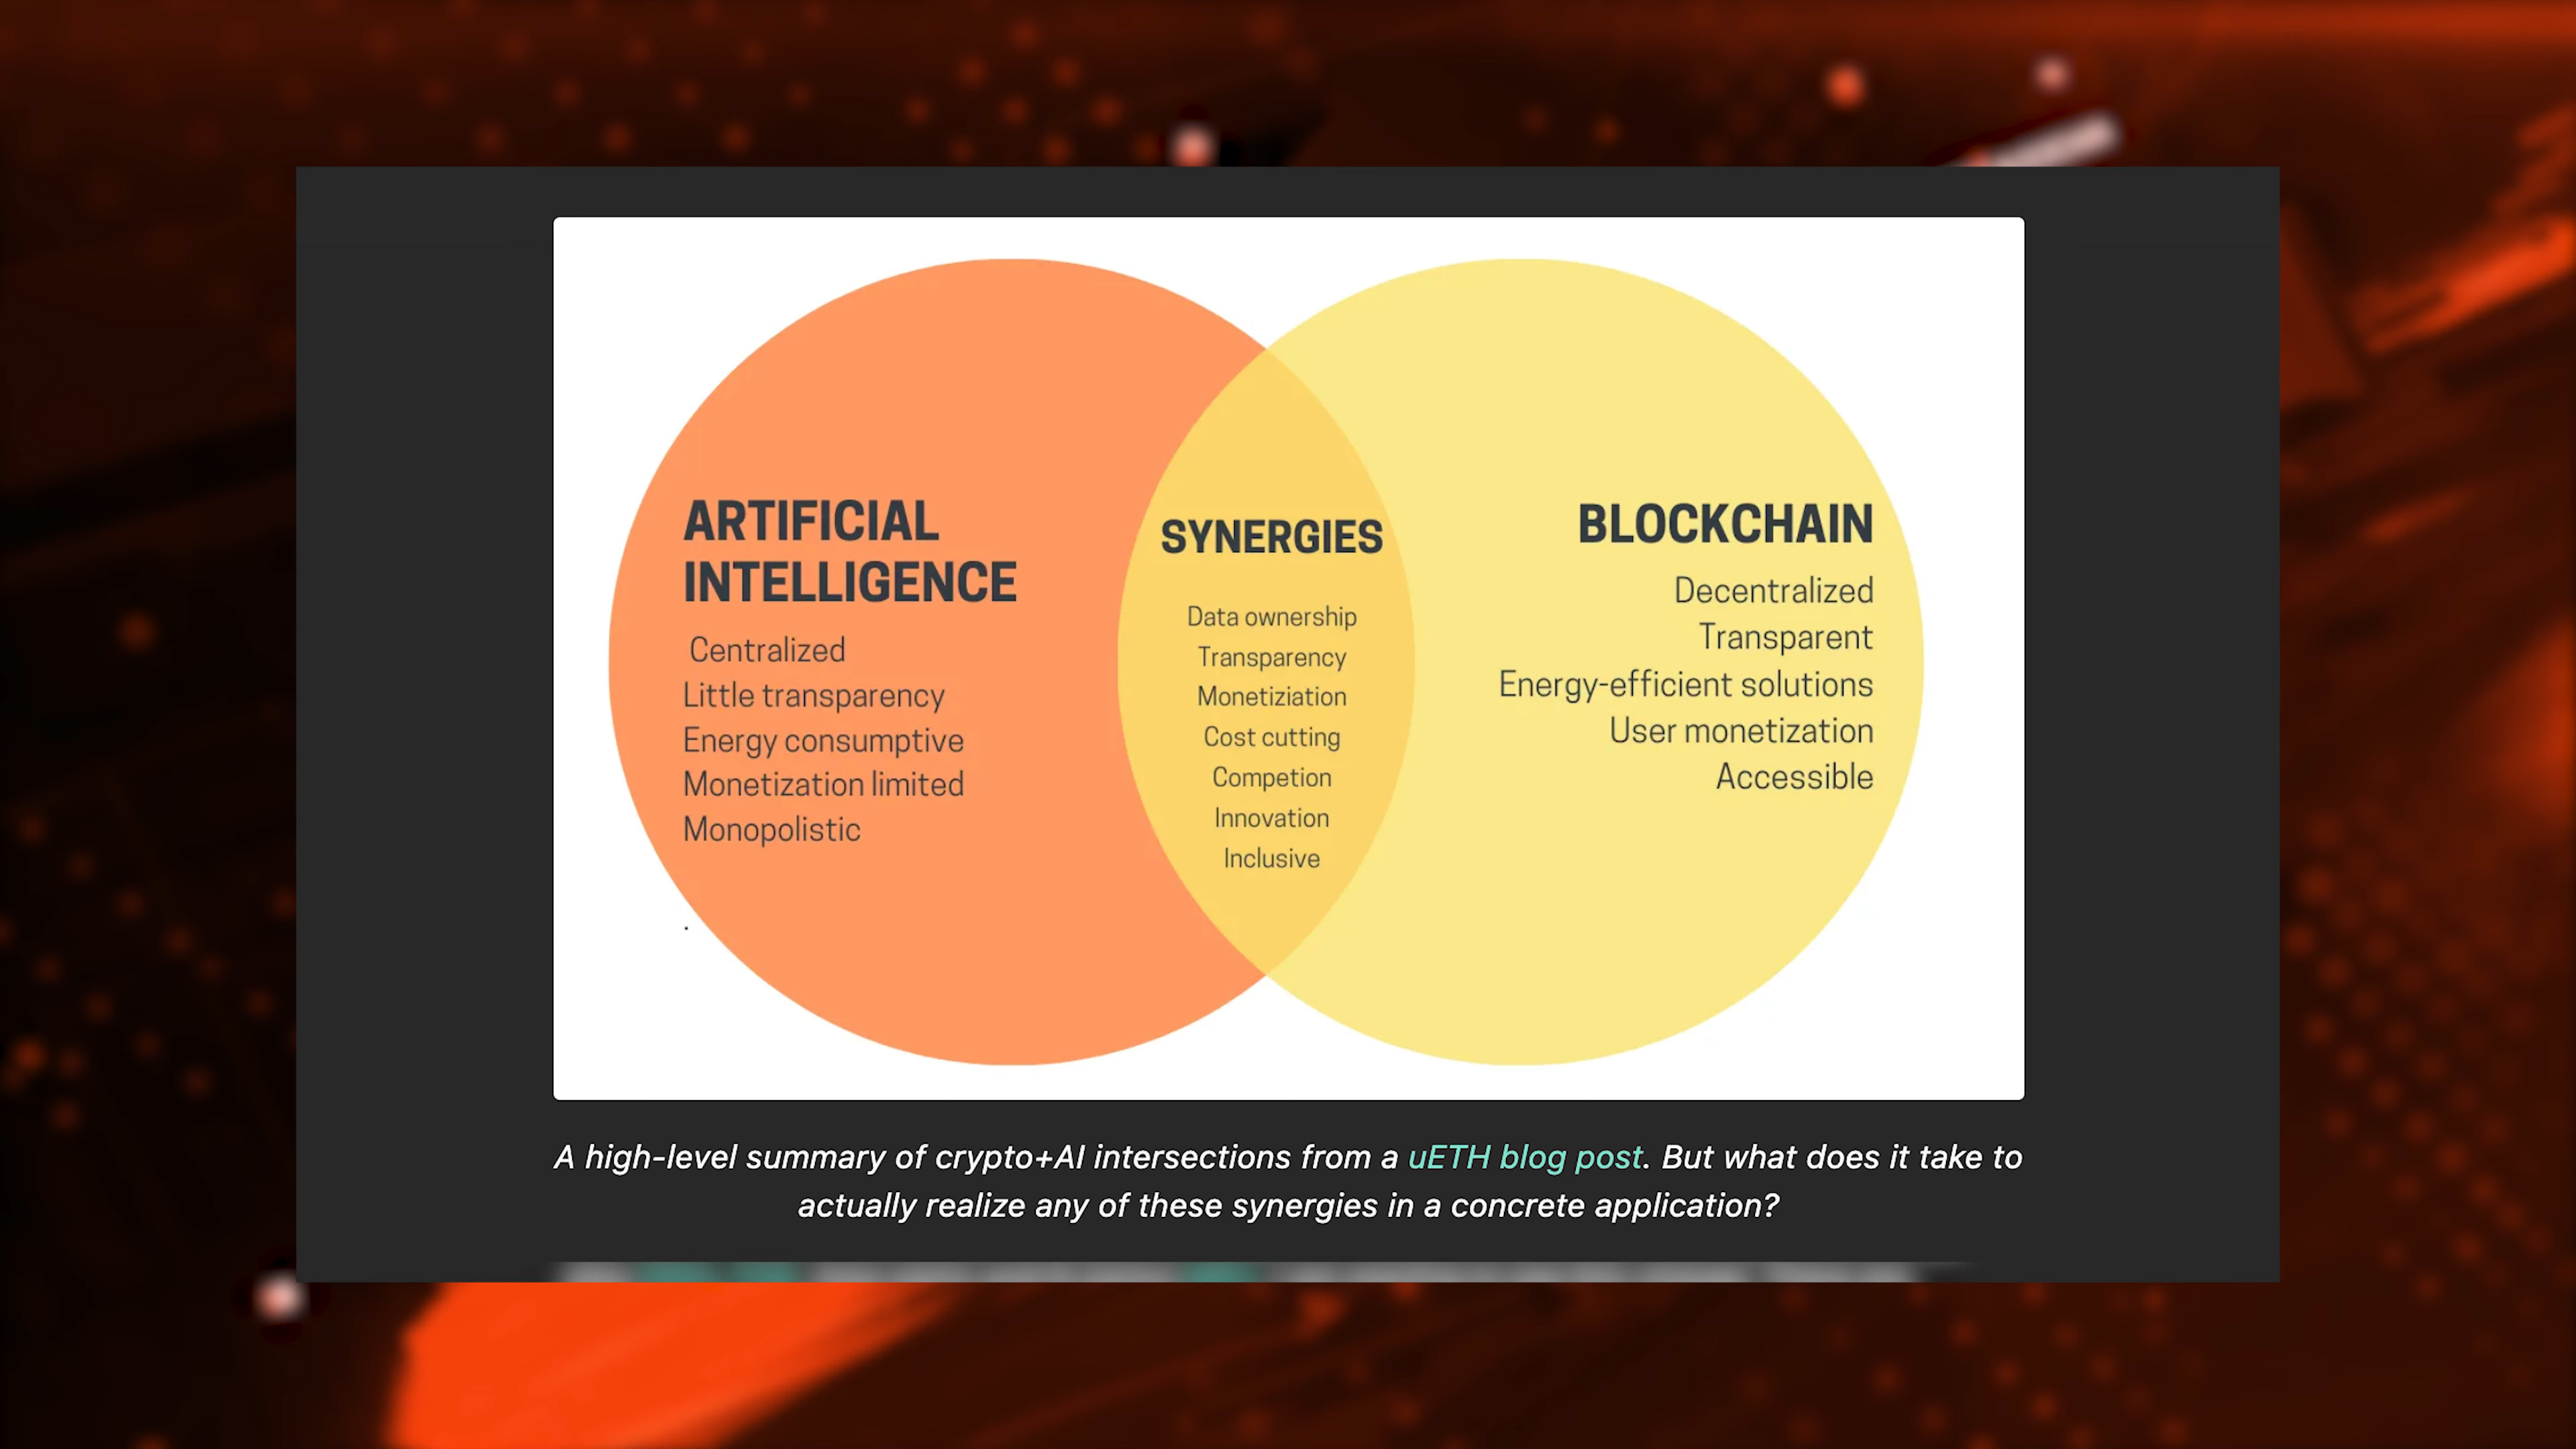 ARTIFICIAL
INTELLIGENCE
Centralized
Little transparency
Energy consumptive
Monetization limited
Monopolistic
.
SYNERGIES
Data ownership
Transparency
Monetiziation
Cost cutting
Competion
Innovation
Inclusive
BLOCKCHAIN
Decentralized
Transparent
Energy-efficient solutions
User monetization
Accessible
A high-level summary of crypto+AI intersections from a uETH blog post. But what does it take to
actually realize any of these synergies in a concrete application?